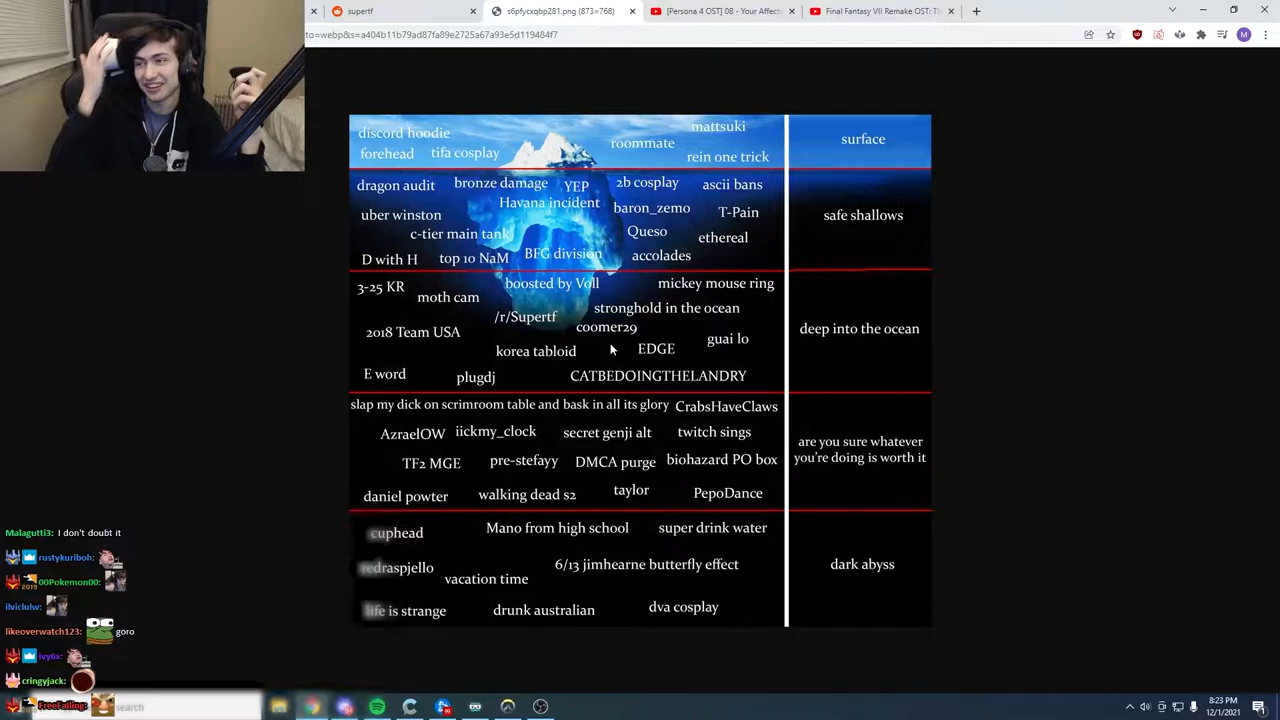 supertf
s6pfycxqbp281.png (873×768)
[Persona 4 OST] 08 - Your Affect
Final Fantasy VII Remake OST: T
to=webp&s=a404b11b79ad87fa89e2725a67a93e5d119484f7
discord hoodie
mattsuki
forehead
tifa cosplay
roommate
rein one trick
surface
dragon audit
bronze damage
YEP
2b cosplay
ascii bans
Havana incident
uber winston
baron_zemo
T-Pain
safe shallows
c-tier main tank
Queso
ethereal
D with H
top 10 NaM
BFG division
accolades
3-25 KR
boosted by Voll
mickey mouse ring
moth cam
stronghold in the ocean
/r/Supertf
coomer29
2018 Team USA
guai lo
deep into the ocean
korea tabloid
EDGE
E word
plugdj
CATBEDOINGTHELANDRY
slap my dick on scrimroom table and bask in all its glory
CrabsHaveClaws
AzraelOW
iickmy_clock
secret genji alt
twitch sings
are you sure whatever
you're doing is worth it
TF2 MGE
pre-stefayy
DMCA purge
biohazard PO box
daniel powter
walking dead s2
taylor
PepoDance
cuphead
Mano from high school
super drink water
redraspjello
vacation time
6/13 jimhearne butterfly effect
dark abyss
life is strange
drunk australian
dva cosplay
Malagutti3: I don't doubt it
rustykuriboh:
2019 00Pokemon00:
ilviclulw:
likeoverwatch123: goro
ivy6x:
cringyjack:
FreeFalling:
search
8:23 PM
12/1/2021